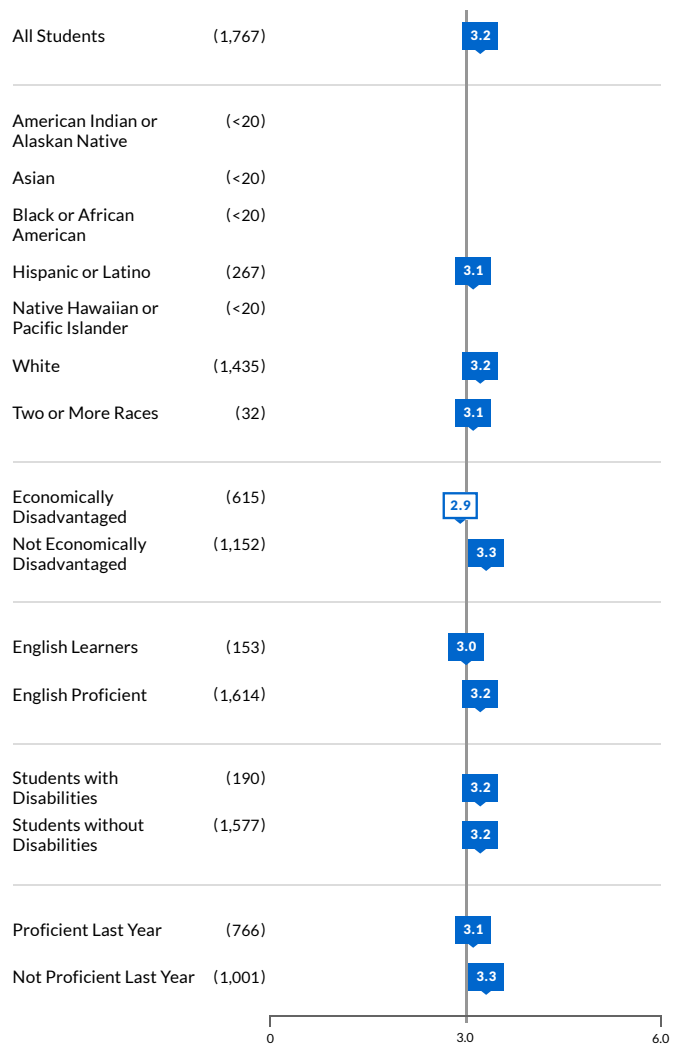 All Students (1,767) 3.2
American Indian or (<20)
Alaskan Native
Asian (<20)
Black or African (<20)
American
Hispanic or Latino (267) 3.1
Native Hawaiian or (<20)
Pacific Islander
White (1,435) 3.2
Two or More Races (32) 3.1
Economically (615) 2.9
Disadvantaged
Not Economically (1,152) 3.3
Disadvantaged
English Learners (153) 3.0
English Proficient (1,614) 3.2
Students with (190) 3.2
Disabilities
Students without (1,577) 3.2
Disabilities
Proficient Last Year (766) 3.1
Not Proficient Last Year (1,001) 3.3
0 3.0 6.0